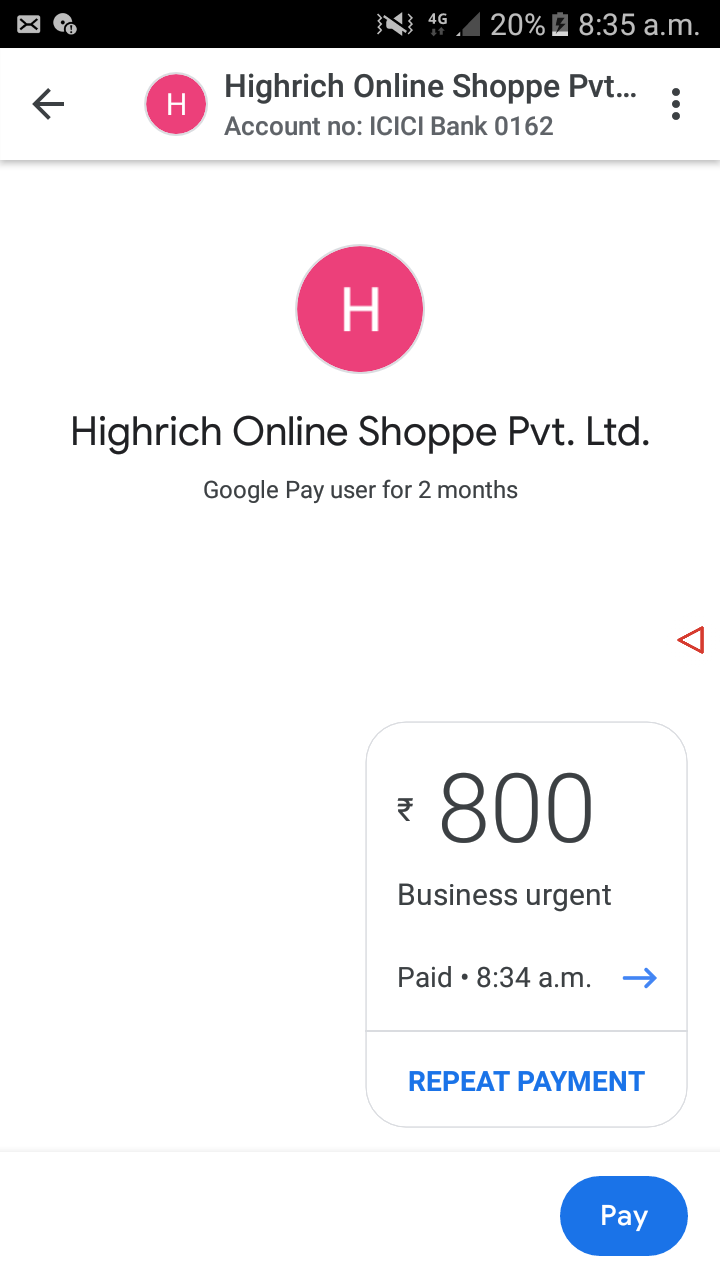 4G 20% 8:35 a.m.
H Highrich Online Shoppe Pvt...
Account no: ICICI Bank 0162
H
Highrich Online Shoppe Pvt. Ltd.
Google Pay user for 2 months
₹ 800
Business urgent
Paid • 8:34 a.m.
REPEAT PAYMENT
Pay